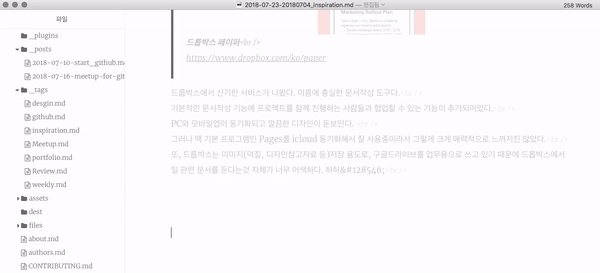 2018-07-23-20180704_inspiration.md — 편집됨
258 Words
파일
_plugins
_posts
2018-07-10-start_github.m
2018-07-16-meetup-for-git
_tags
desgin.md
github.md
inspiration.md
Meetup.md
portfolio.md
Review.md
weekly.md
assets
dest
files
about.md
authors.md
CONTRIBUTING.md
Marketing Rollout Plan
드롭박스 페이퍼<br />
https://www.dropbox.com/ko/paper
드롭박스에서 신기한 서비스가 나왔다. 이름에 충실한 문서작성 도구다.<br />
기본적인 문서작성 기능에 프로젝트를 함께 진행하는 사람들과 협업할 수 있는 기능이 추가되어있다.<br />
PC와 모바일앱이 동기화되고 깔끔한 디자인이 돋보인다. <br />
그러나 맥 기본 프로그램인 Pages를 icloud 동기화해서 잘 사용중이라서 그렇게 크게 매력적으로 느껴지진 않았다.<br />
또, 드롭박스는 이미지(덕질, 디자인참고자료 등)저장 용도로, 구글드라이브를 업무용으로 쓰고 있기 때문에 드롭박스에서
일 관련 문서를 둔다는것 자체가 너무 어색하다. 허허&#128546;<br />